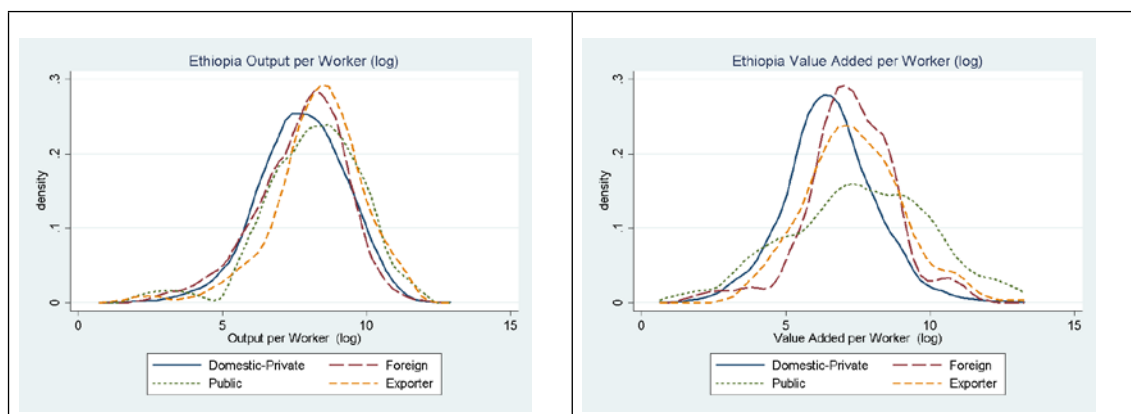 Ethiopia Output per Worker (log)
.3
.2
.1
0
density
0
5
10
15
Output per Worker (log)
Domestic-Private
Foreign
Public
Exporter
Ethiopia Value Added per Worker (log)
.3
.2
.1
0
density
0
5
10
15
Value Added per Worker (log)
Domestic-Private
Foreign
Public
Exporter